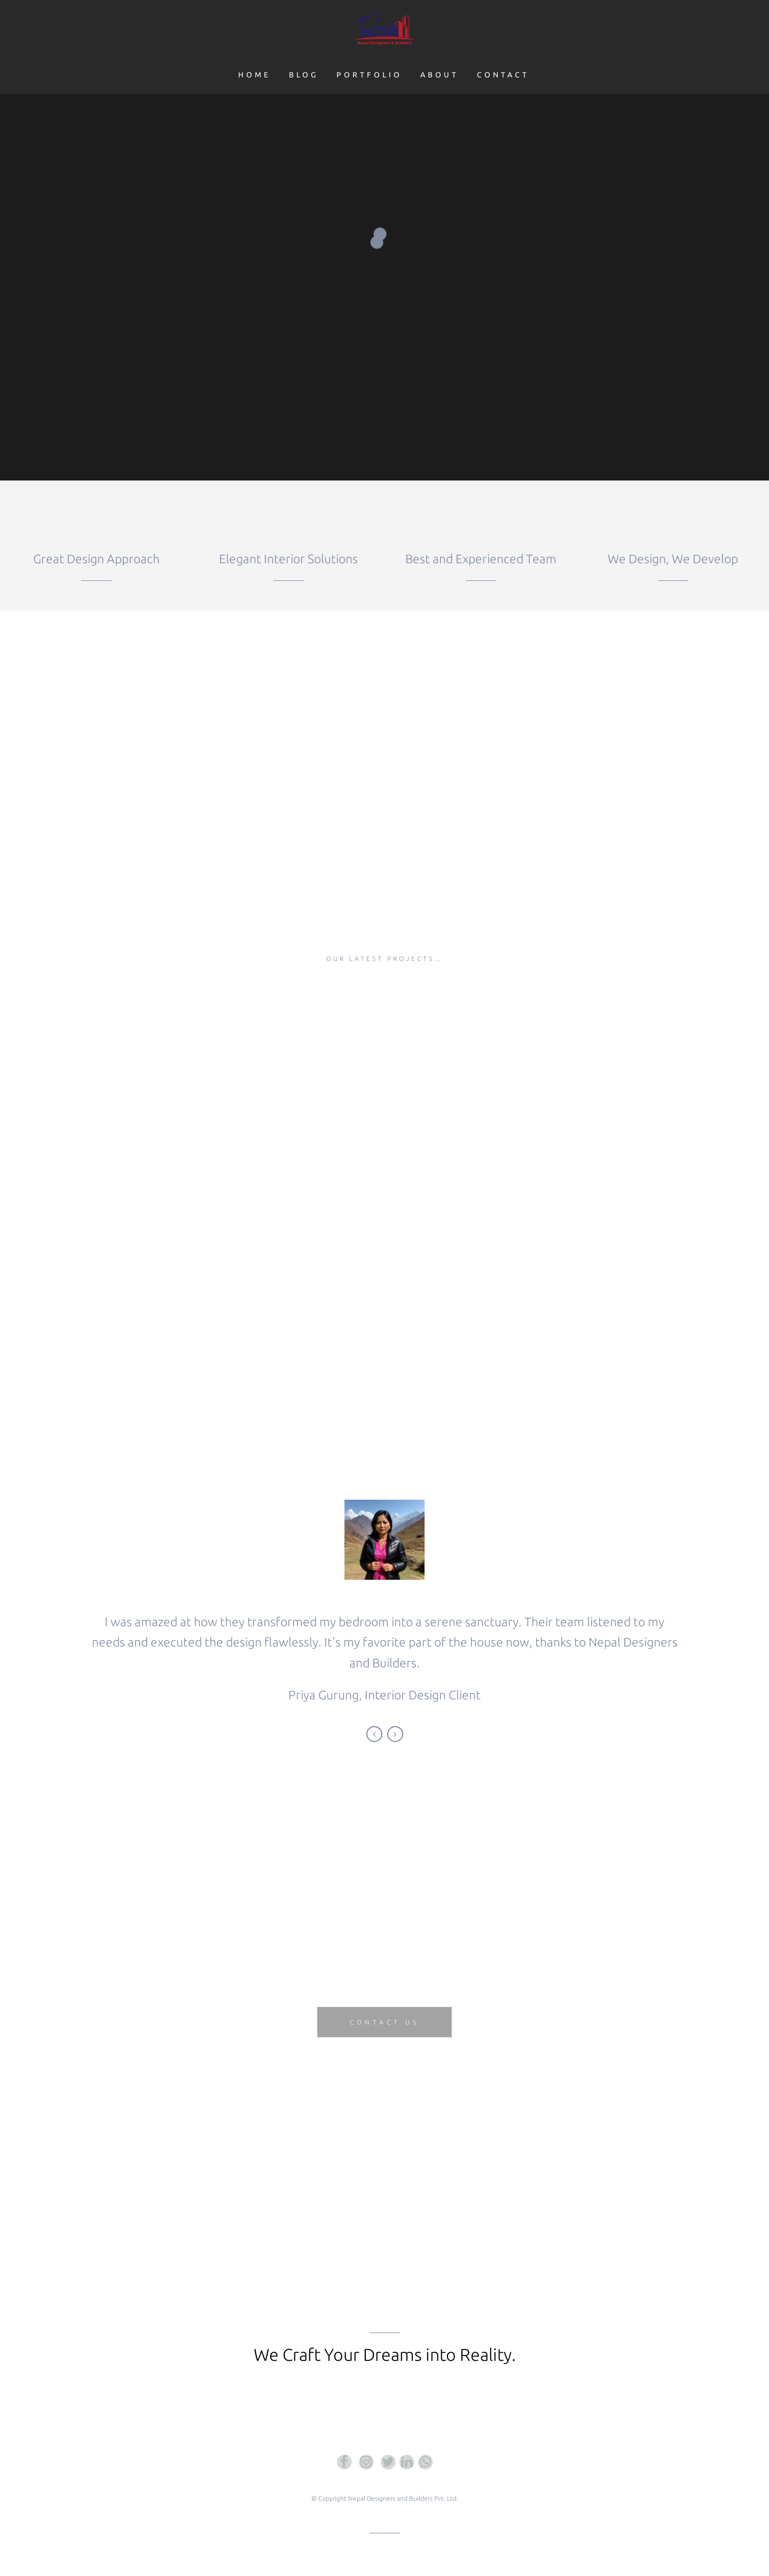 Nepal Designers & Builders
HOME BLOG PORTFOLIO ABOUT CONTACT
Great Design Approach
Elegant Interior Solutions
Best and Experienced Team
We Design, We Develop
OUR LATEST PROJECTS...
I was amazed at how they transformed my bedroom into a serene sanctuary. Their team listened to my
needs and executed the design flawlessly. It's my favorite part of the house now, thanks to Nepal Designers
and Builders.
Priya Gurung, Interior Design Client
CONTACT US
We Craft Your Dreams into Reality.
© Copyright Nepal Designers and Builders Pvt. Ltd.